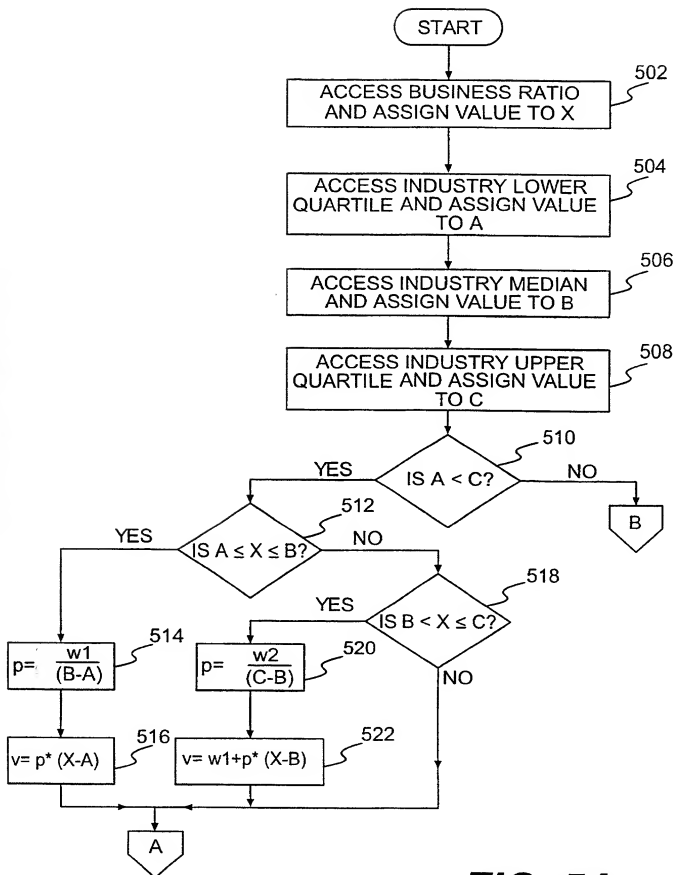 START
ACCESS BUSINESS RATIO
AND ASSIGN VALUE TO X
502
ACCESS INDUSTRY LOWER
QUARTILE AND ASSIGN VALUE
TO A
504
ACCESS INDUSTRY MEDIAN
AND ASSIGN VALUE TO B
506
ACCESS INDUSTRY UPPER
QUARTILE AND ASSIGN VALUE
TO C
508
IS A < C?
510
YES
NO
B
IS A ≤ X ≤ B?
512
YES
NO
IS B < X ≤ C?
518
YES
NO
p= w1
(B-A)
514
p= w2
(C-B)
520
v= p* (X-A)
516
v= w1+p* (X-B)
522
A